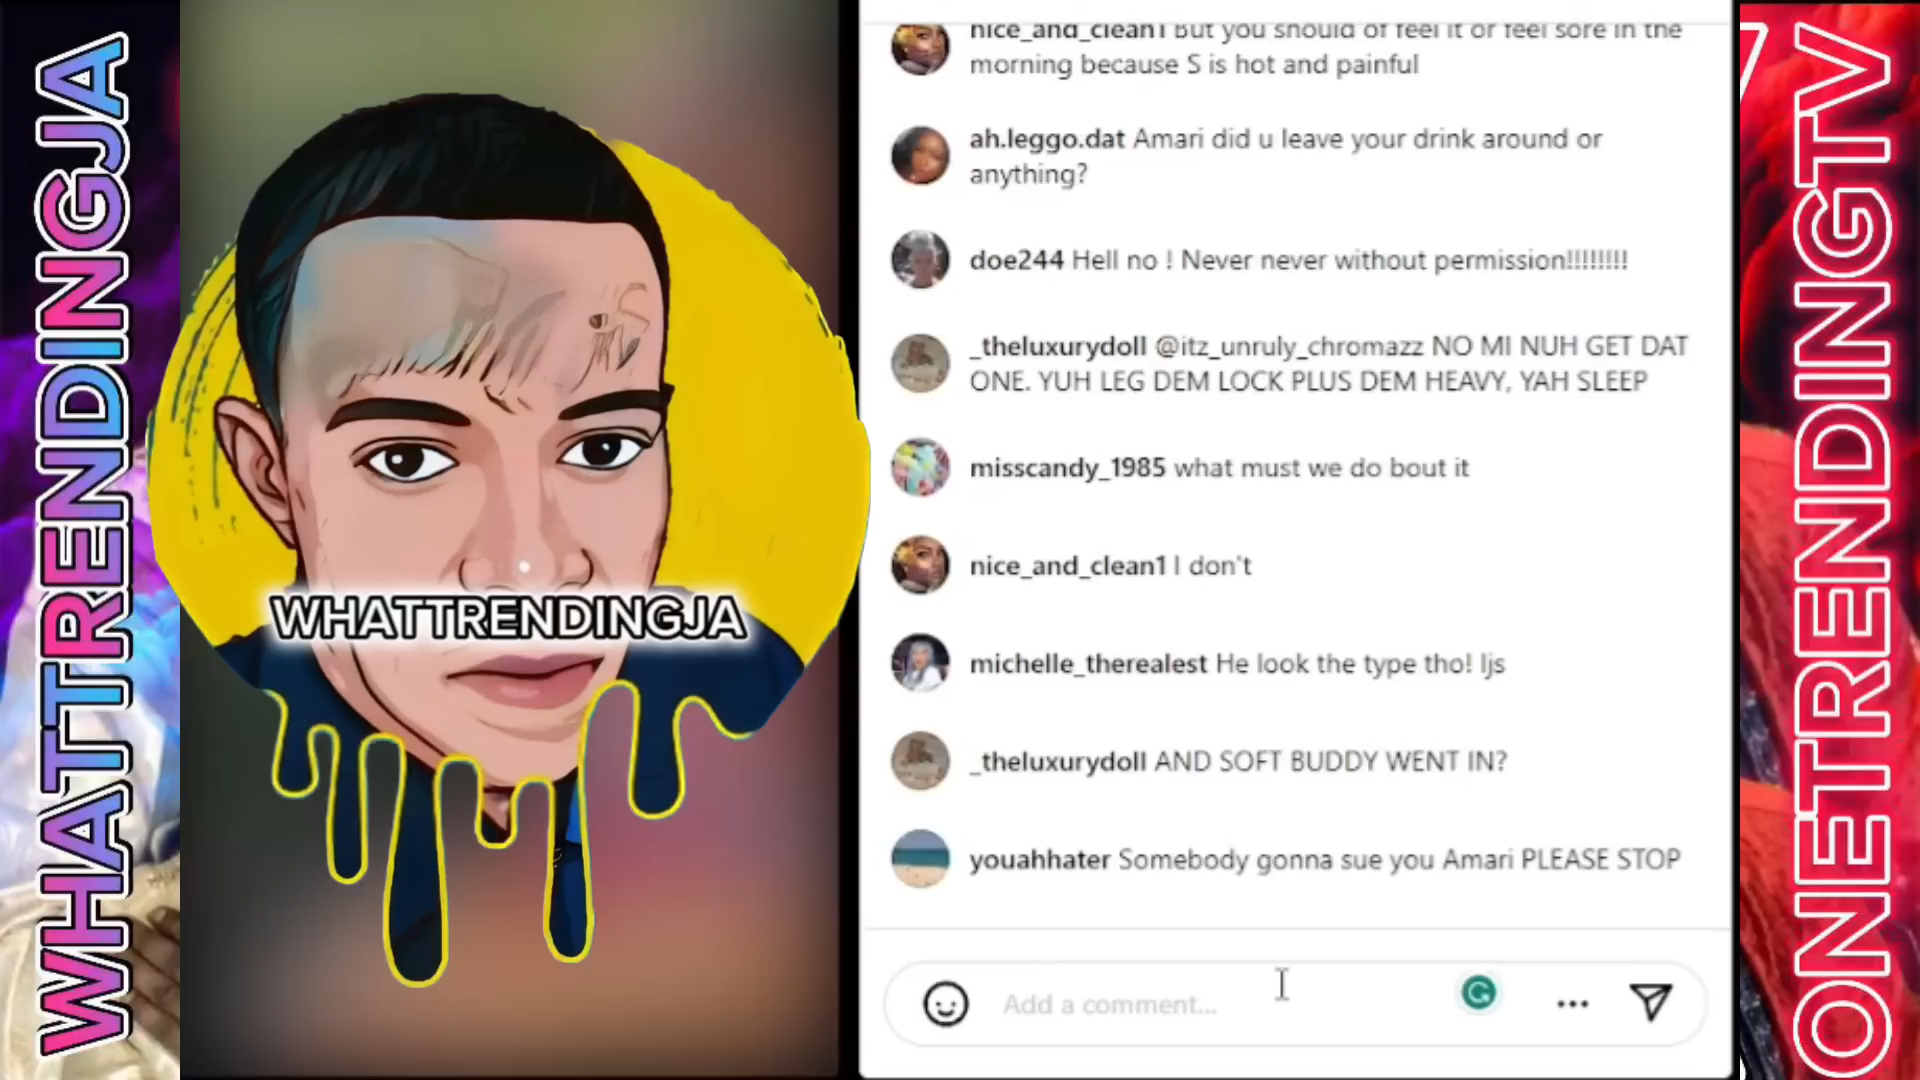 WHATTRENDINGJA
WHATTRENDINGJA
nice_and_clean1 But you should of feel it or feel sore in the
morning because S is hot and painful
ah.leggo.dat Amari did u leave your drink around or
anything?
doe244 Hell no ! Never never without permission!!!!!!!!
_theluxurydoll @itz_unruly_chromazz NO MI NUH GET DAT
ONE. YUH LEG DEM LOCK PLUS DEM HEAVY, YAH SLEEP
misscandy_1985 what must we do bout it
nice_and_clean1 I don't
michelle_therealest He look the type tho! ljs
_theluxurydoll AND SOFT BUDDY WENT IN?
youahhater Somebody gonna sue you Amari PLEASE STOP
Add a comment...
ONETRENDINGTV